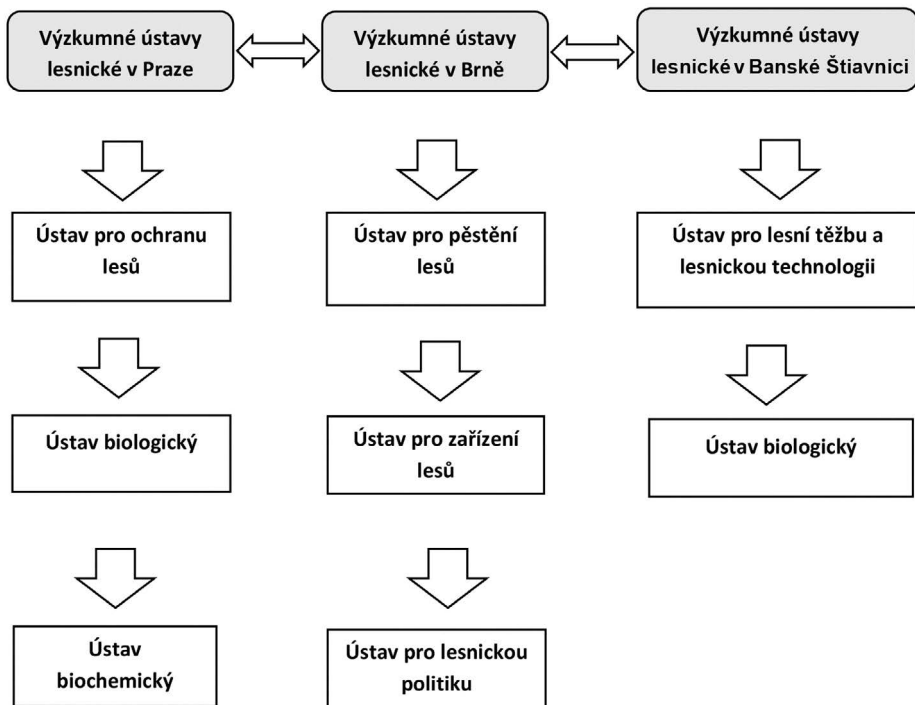 Výzkumné ústavy
lesnické v Praze
Výzkumné ústavy
lesnické v Brně
Výzkumné ústavy
lesnické v Banské Štiavnici
Ústav pro ochranu
lesů
Ústav pro pěstění
lesů
Ústav pro lesní těžbu a
lesnickou technologii
Ústav biologický
Ústav pro zařízení
lesů
Ústav biologický
Ústav
biochemický
Ústav pro lesnickou
politiku